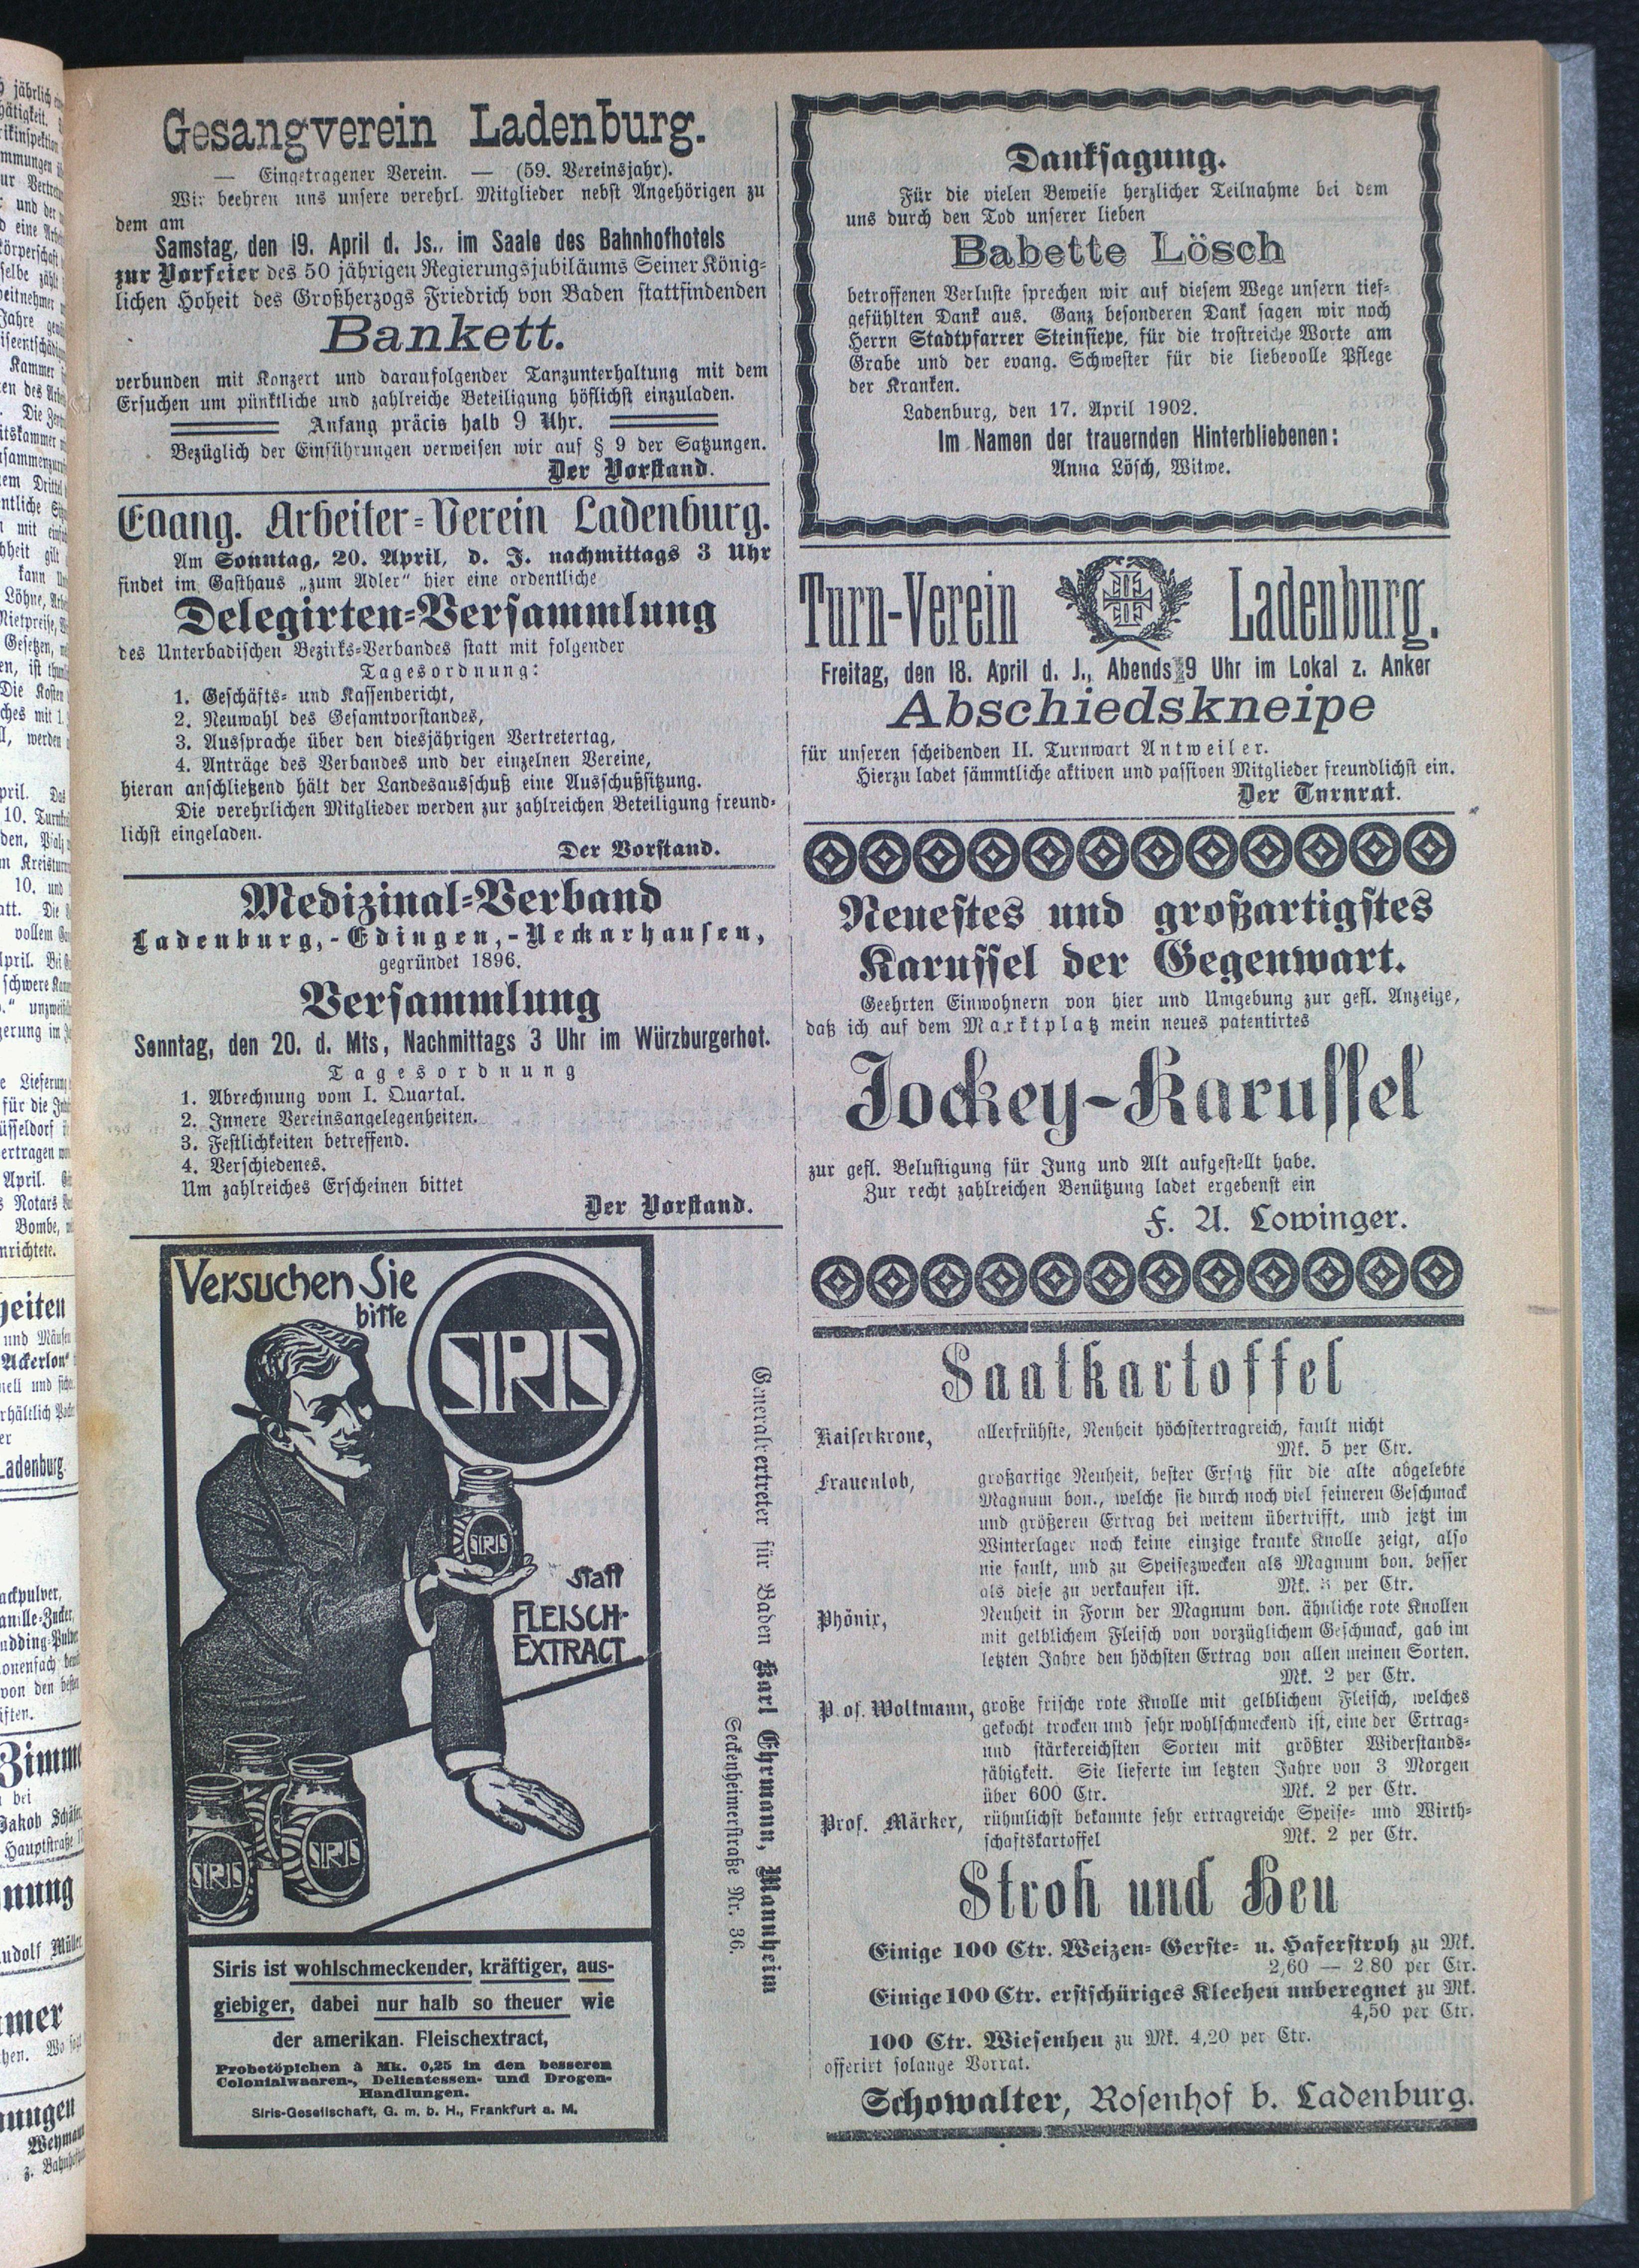 Gesangverein Ladenburg.
— Eingetragener Verein. — (59. Vereinsjahr).
Wir beehren uns unsere verehrl. Mitglieder nebst Angehörigen zu
dem am
Samstag, den 19. April d. Js., im Saale des Bahnhofhotels
zur Vorfeier des 50 jährigen Regierungsjubiläums Seiner König-
lichen Hoheit des Großherzogs Friedrich von Baden stattfindenden
Bankett.
verbunden mit Konzert und darauffolgender Tanzunterhaltung mit dem
Ersuchen um pünktliche und zahlreiche Beteiligung höflichst einzuladen.
Anfang präcis halb 9 Uhr.
Bezüglich der Einführungen verweisen wir auf § 9 der Satzungen.
Der Vorstand.
Evang. Arbeiter-Verein Ladenburg.
Am Sonntag, 20. April, d. J. nachmittags 3 Uhr
findet im Gasthaus „zum Adler“ hier eine ordentliche
Delegirten-Versammlung
des Unterbadischen Bezirks-Verbandes statt mit folgender
Tagesordnung:
1. Geschäfts- und Kassenbericht,
2. Neuwahl des Gesamtvorstandes,
3. Aussprache über den diesjährigen Vertretertag,
4. Anträge des Verbandes und der einzelnen Vereine,
hieran anschließend hält der Landesausschuß eine Ausschußsitzung.
Die verehrlichen Mitglieder werden zur zahlreichen Beteiligung freund-
lichst eingeladen.
Der Vorstand.
Medizinal-Verband
Ladenburg,-Edingen,-Neckarhausen,
gegründet 1896.
Versammlung
Sonntag, den 20. d. Mts, Nachmittags 3 Uhr im Würzburgerhof.
Tagesordnung
1. Abrechnung vom I. Quartal.
2. Innere Vereinsangelegenheiten.
3. Festlichkeiten betreffend.
4. Verschiedenes.
Um zahlreiches Erscheinen bittet
Der Vorstand.
Versuchen Sie
bitte
SIRIS
SIRIS
statt
FLEISCH-
EXTRACT
SIRIS
SIRIS
Siris ist wohlschmeckender, kräftiger, aus-
giebiger, dabei nur halb so theuer wie
der amerikan. Fleischextract,
Probetöpfchen à Mk. 0,25 in den besseren
Colonialwaaren-, Delicatessen- und Drogen-
Handlungen.
Siris-Gesellschaft, G. m. b. H., Frankfurt a. M.
Generalvertreter für Baden Karl Ehrmann, Mannheim
Seckenheimerstraße Nr. 36.
Danksagung.
Für die vielen Beweise herzlicher Teilnahme bei dem
uns durch den Tod unserer lieben
Babette Lösch
betroffenen Verluste sprechen wir auf diesem Wege unsern tief-
gefühlten Dank aus. Ganz besonderen Dank sagen wir noch
Herrn Stadtpfarrer Steinsiepe, für die trostreiche Worte am
Grabe und der evang. Schwester für die liebevolle Pflege
der Kranken.
Ladenburg, den 17. April 1902.
Im Namen der trauernden Hinterbliebenen:
Anna Lösch, Witwe.
Turn-Verein Ladenburg.
Freitag, den 18. April d. J., Abends 9 Uhr im Lokal z. Anker
Abschiedskneipe
für unseren scheidenden II. Turnwart Antweiler.
Hierzu ladet sämmtliche aktiven und passiven Mitglieder freundlichst ein.
Der Turnrat.
Neuestes und großartigstes
Karussel der Gegenwart.
Geehrten Einwohnern von hier und Umgebung zur gefl. Anzeige,
daß ich auf dem Marktplatz mein neues patentirtes
Jockey-Karussel
zur gefl. Belustigung für Jung und Alt aufgestellt habe.
Zur recht zahlreichen Benützung ladet ergebenst ein
F. A. Lowinger.
Saatkartoffel
Kaiserkrone, allerfrühste, Neuheit höchstertragreich, fault nicht
Mk. 5 per Ctr.
Frauenlob, großartige Neuheit, bester Ersatz für die alte abgelebte
Magnum bon., welche sie durch noch viel feineren Geschmack
und größeren Ertrag bei weitem übertrifft, und jetzt im
Winterlager noch keine einzige kranke Knolle zeigt, also
nie fault, und zu Speisezwecken als Magnum bon. besser
als diese zu verkaufen ist. Mk. per Ctr.
Phönix, Neuheit in Form der Magnum bon. ähnliche rote Knollen
mit gelblichem Fleisch von vorzüglichem Geschmack, gab im
letzten Jahre den höchsten Ertrag von allen meinen Sorten.
Mk. 2 per Ctr.
Prof. Woltmann, große frische rote Knolle mit gelblichem Fleisch, welches
gekocht trocken und sehr wohlschmeckend ist, eine der Ertrag-
und stärkereichsten Sorten mit größter Widerstands-
fähigkeit. Sie lieferte im letzten Jahre von 3 Morgen
über 600 Ctr. Mk. 2 per Ctr.
Prof. Märker, rühmlichst bekannte sehr ertragreiche Speise- und Wirth-
schaftskartoffel Mk. 2 per Ctr.
Stroh und Heu
Einige 100 Ctr. Weizen- Gerste- u. Haferstroh zu Mk.
2,60 — 2.80 per Ctr.
Einige 100 Ctr. erstschüriges Kleeheu unberegnet zu Mk.
4,50 per Ctr.
100 Ctr. Wiesenheu zu Mk. 4,20 per Ctr.
offerirt solange Vorrat.
Schowalter, Rosenhof b. Ladenburg.